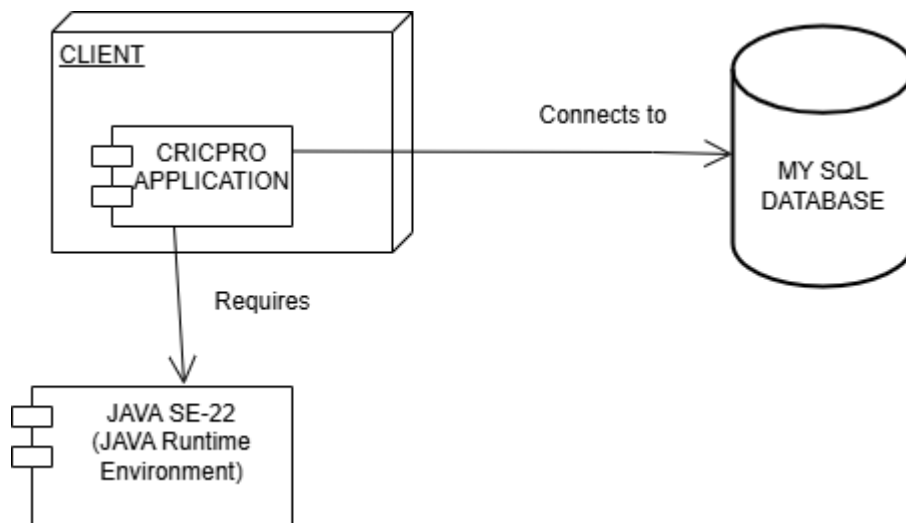 CLIENT
CRICPRO
APPLICATION
Connects to
MY SQL
DATABASE
Requires
JAVA SE-22
(JAVA Runtime
Environment)